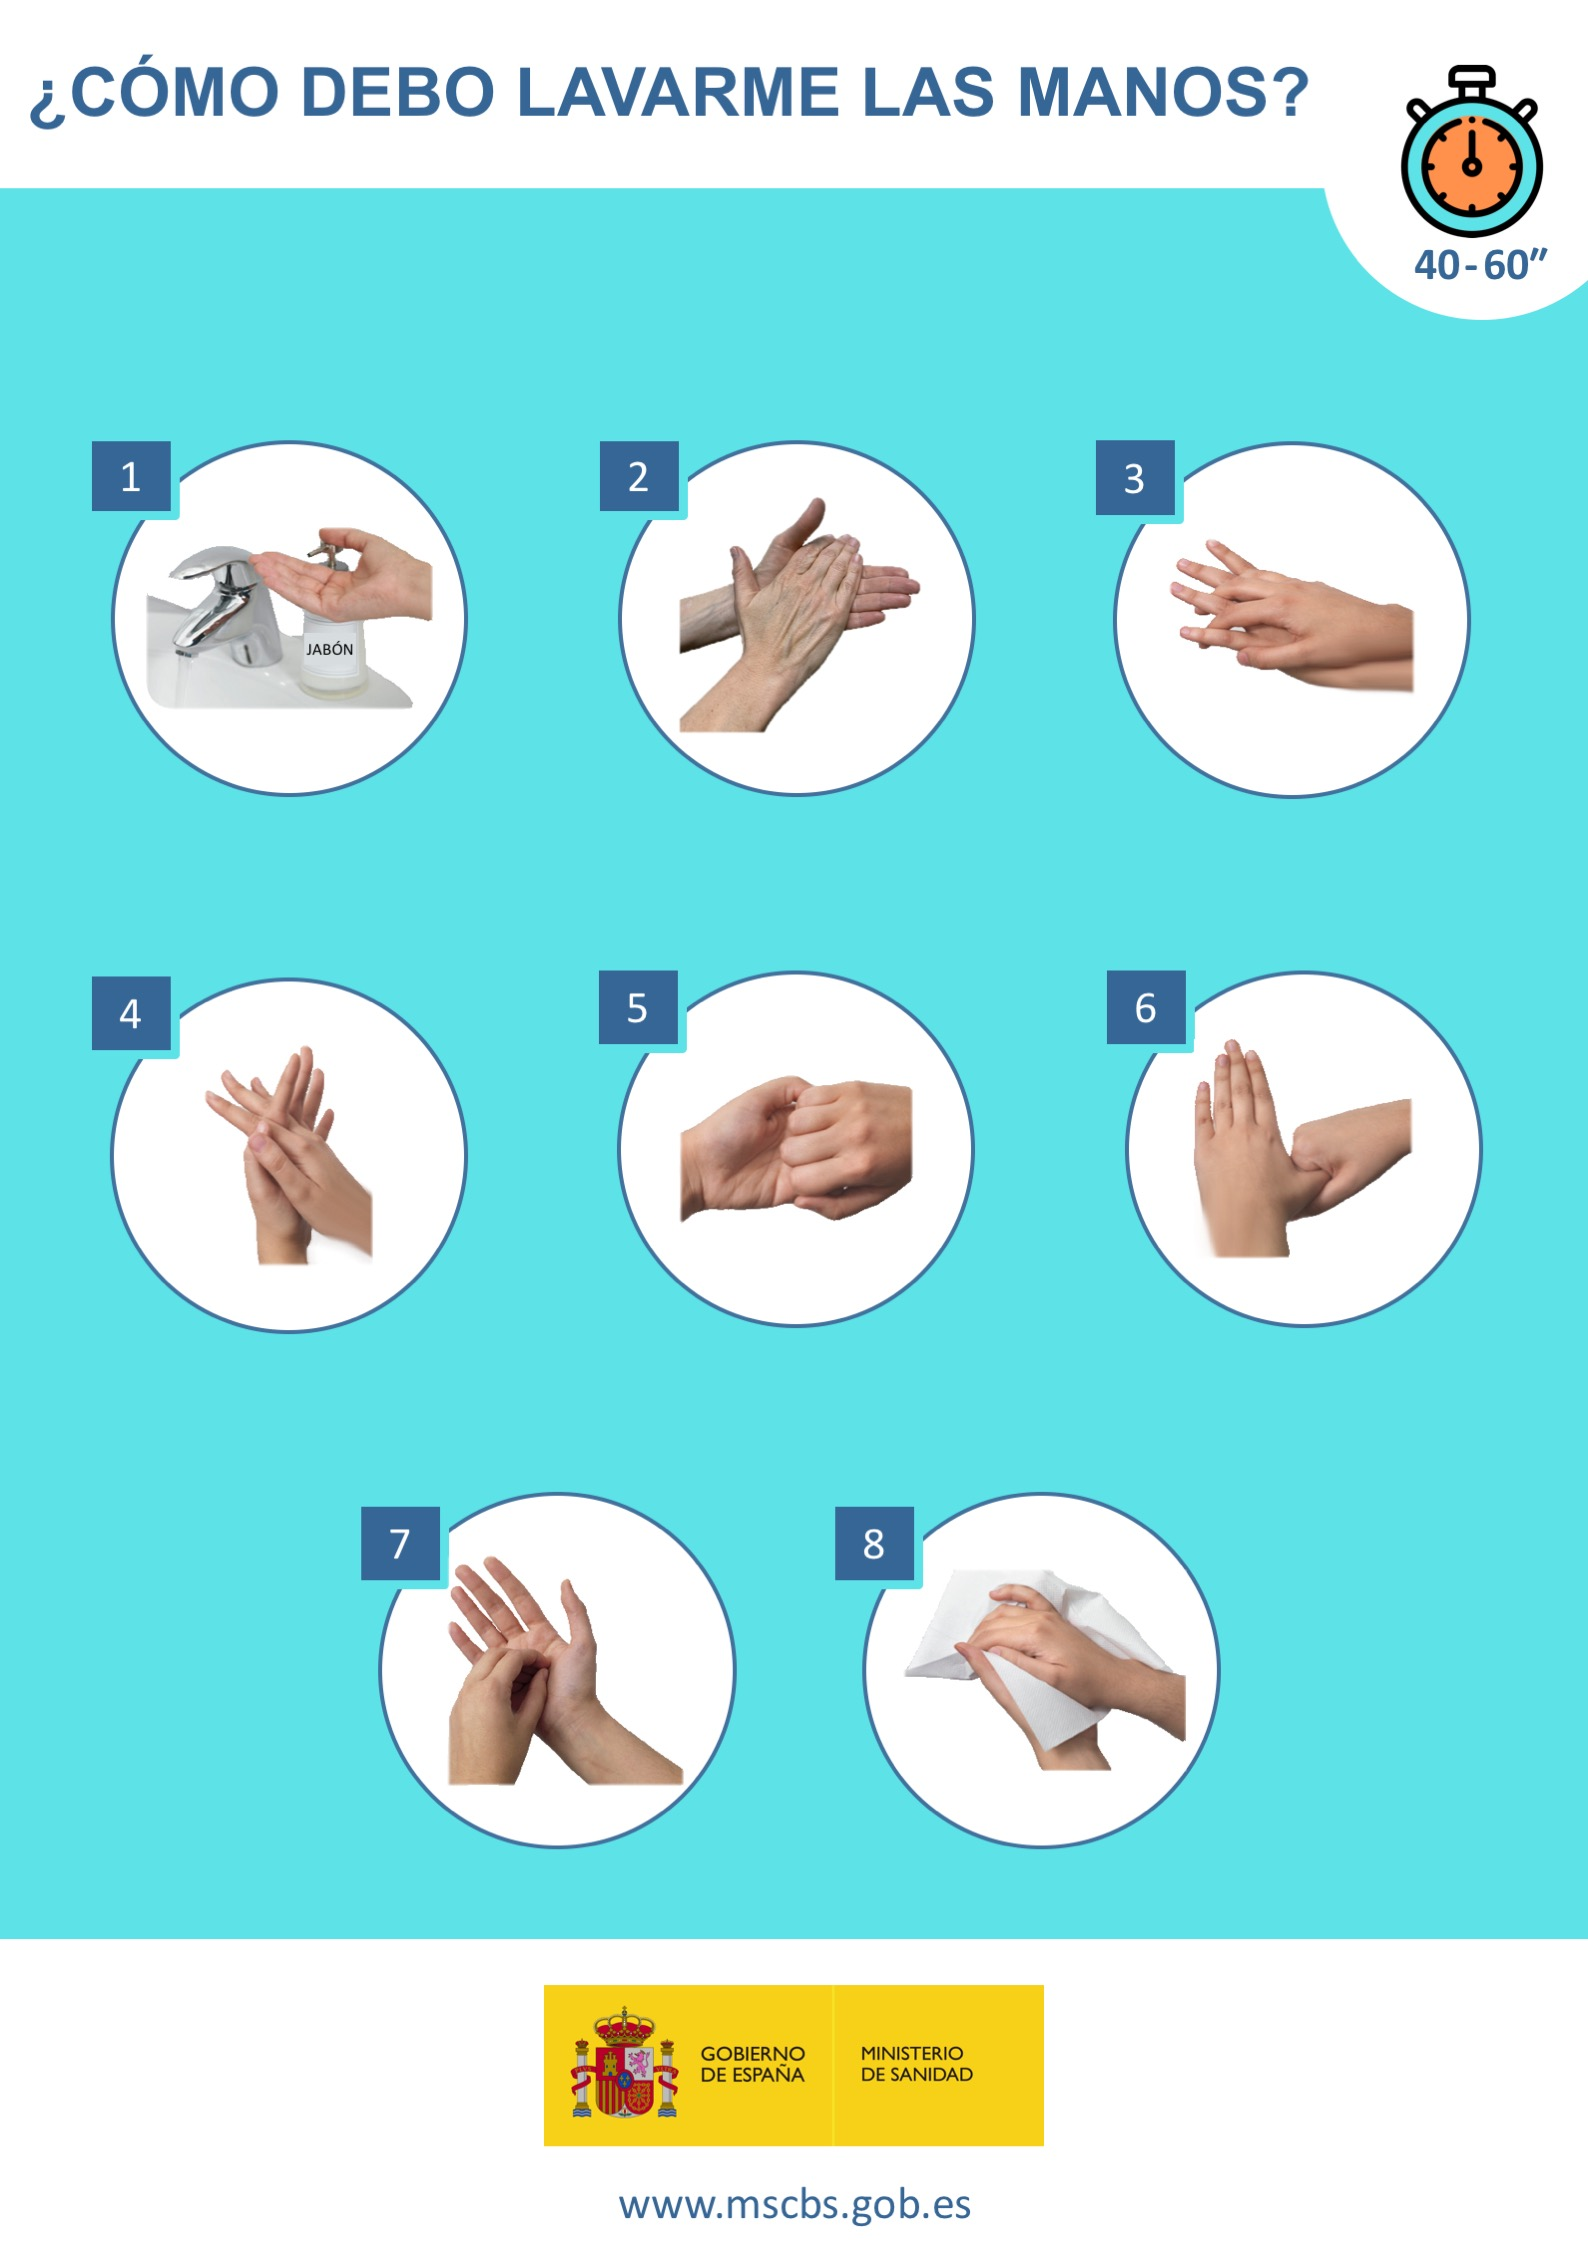 ¿CÓMO DEBO LAVARME LAS MANOS?
40-60”
1
2
3
JABÓN
4
5
6
7
8
GOBIERNO
DE ESPAÑA
MINISTERIO
DE SANIDAD
www.mscbs.gob.es